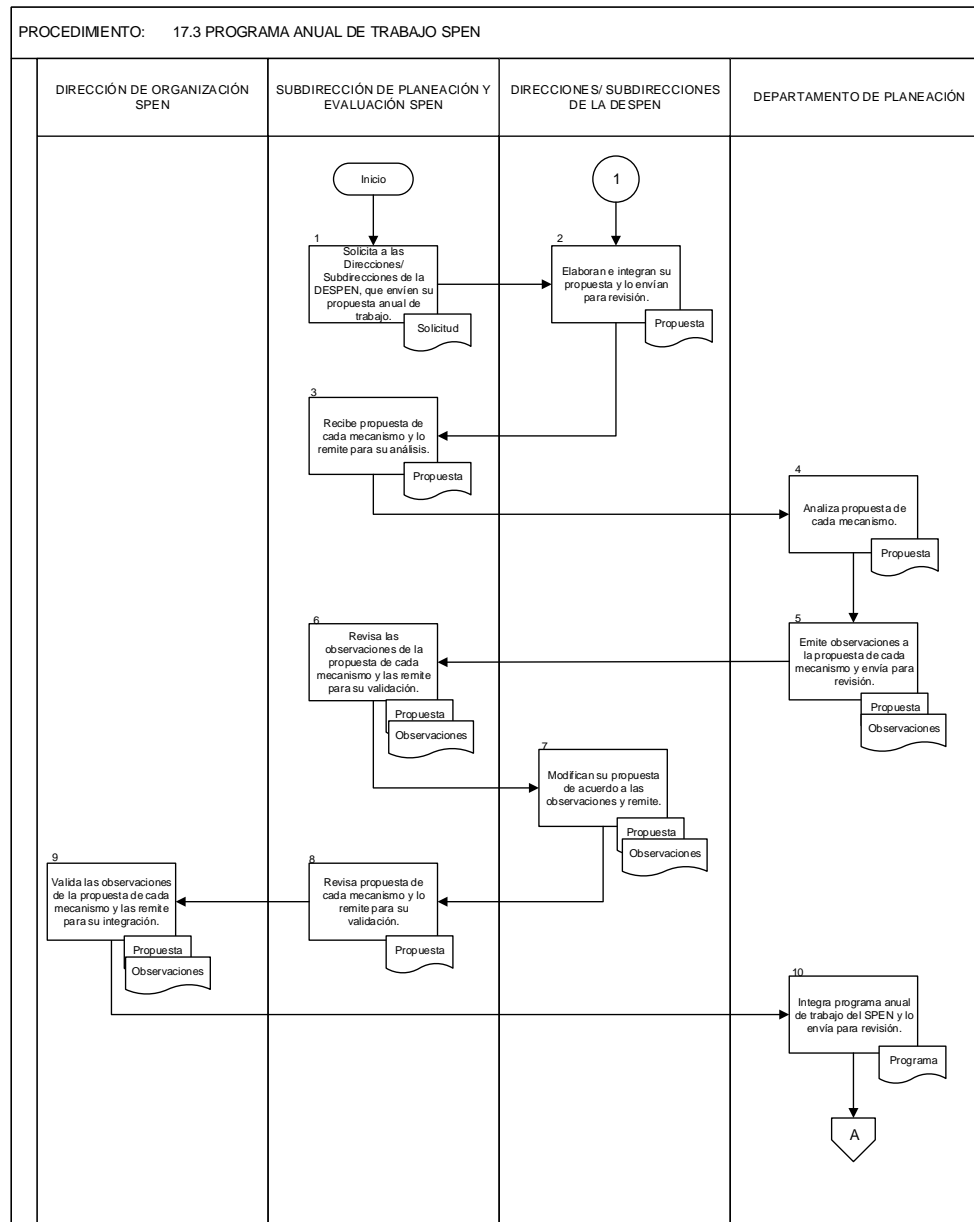 PROCEDIMIENTO: 17.3 PROGRAMA ANUAL DE TRABAJO SPEN
DIRECCIÓN DE ORGANIZACIÓN
SPEN
SUBDIRECCIÓN DE PLANEACIÓN Y
EVALUACIÓN SPEN
DIRECCIONES/ SUBDIRECCIONES
DE LA DESPEN
DEPARTAMENTO DE PLANEACIÓN
Inicio
1
1
Solicita a las
Direcciones/
Subdirecciones de la
DESPEN, que envíen su
propuesta anual de
trabajo.
Solicitud
2
Elaboran e integran su
propuesta y lo envían
para revisión.
Propuesta
3
Recibe propuesta de
cada mecanismo y lo
remite para su análisis.
Propuesta
4
Analiza propuesta de
cada mecanismo.
Propuesta
5
Emite observaciones a
la propuesta de cada
mecanismo y envía para
revisión.
Propuesta
Observaciones
6
Revisa las
observaciones de la
propuesta de cada
mecanismo y las remite
para su validación.
Propuesta
Observaciones
7
Modifican su propuesta
de acuerdo a las
observaciones y remite.
Propuesta
Observaciones
8
Revisa propuesta de
cada mecanismo y lo
remite para su
validación.
Propuesta
9
Valida las observaciones
de la propuesta de cada
mecanismo y las remite
para su integración.
Propuesta
Observaciones
10
Integra programa anual
de trabajo del SPEN y lo
envía para revisión.
Programa
A